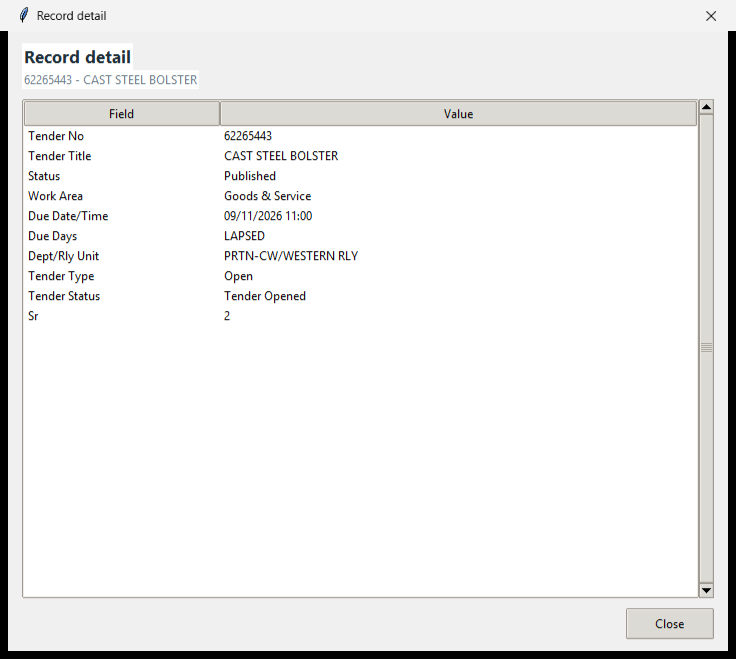 Record detail
Record detail
62265443 - CAST STEEL BOLSTER
Field Value
Tender No 62265443
Tender Title CAST STEEL BOLSTER
Status Published
Work Area Goods & Service
Due Date/Time 09/11/2026 11:00
Due Days LAPSED
Dept/Rly Unit PRTN-CW/WESTERN RLY
Tender Type Open
Tender Status Tender Opened
Sr 2
Close